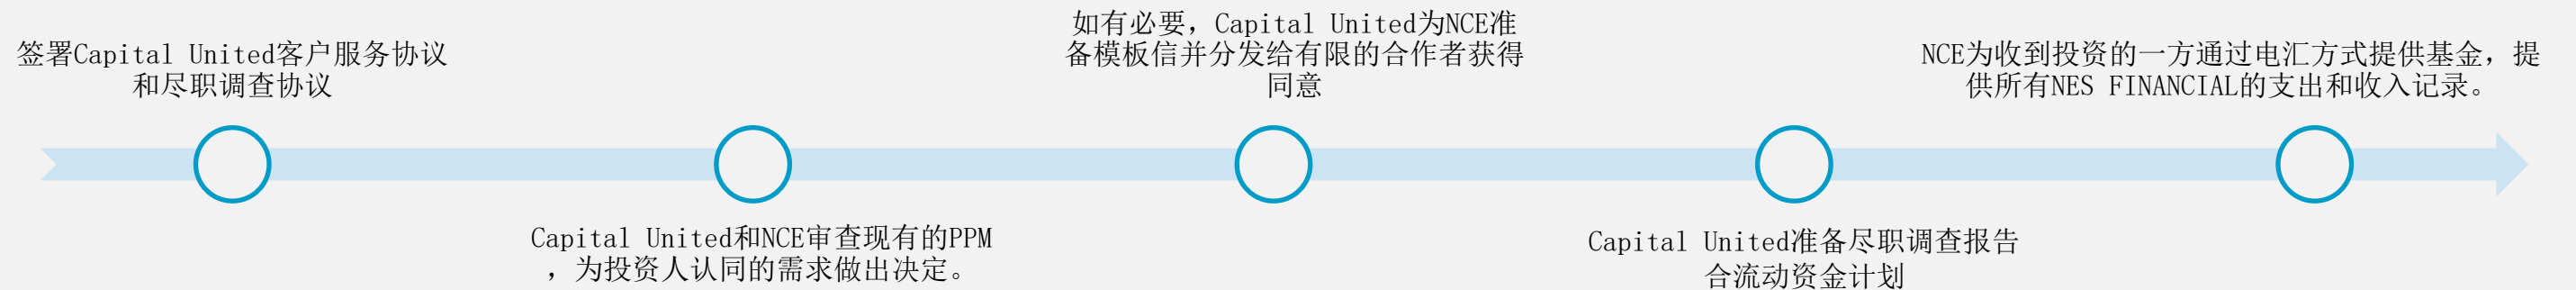 签署Capital United客户服务协议
和尽职调查协议
Capital United和NCE审查现有的PPM
，为投资人认同的需求做出决定。
如有必要，Capital United为NCE准
备模板信并分发给有限的合作者获得
同意
Capital United准备尽职调查报告
合流动资金计划
NCE为收到投资的一方通过电汇方式提供基金，提
供所有NES FINANCIAL的支出和收入记录。